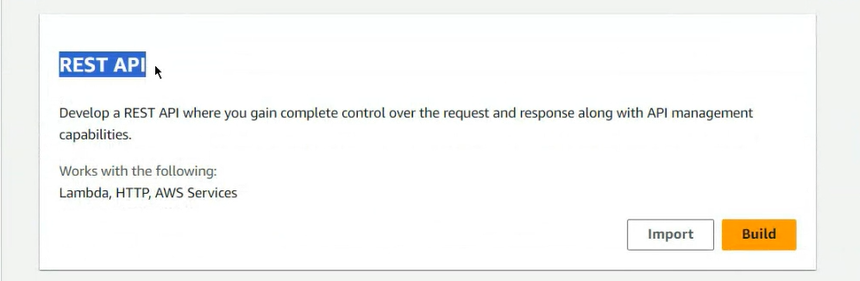 REST API
Develop a REST API where you gain complete control over the request and response along with API management
capabilities.
Works with the following:
Lambda, HTTP, AWS Services
Import
Build